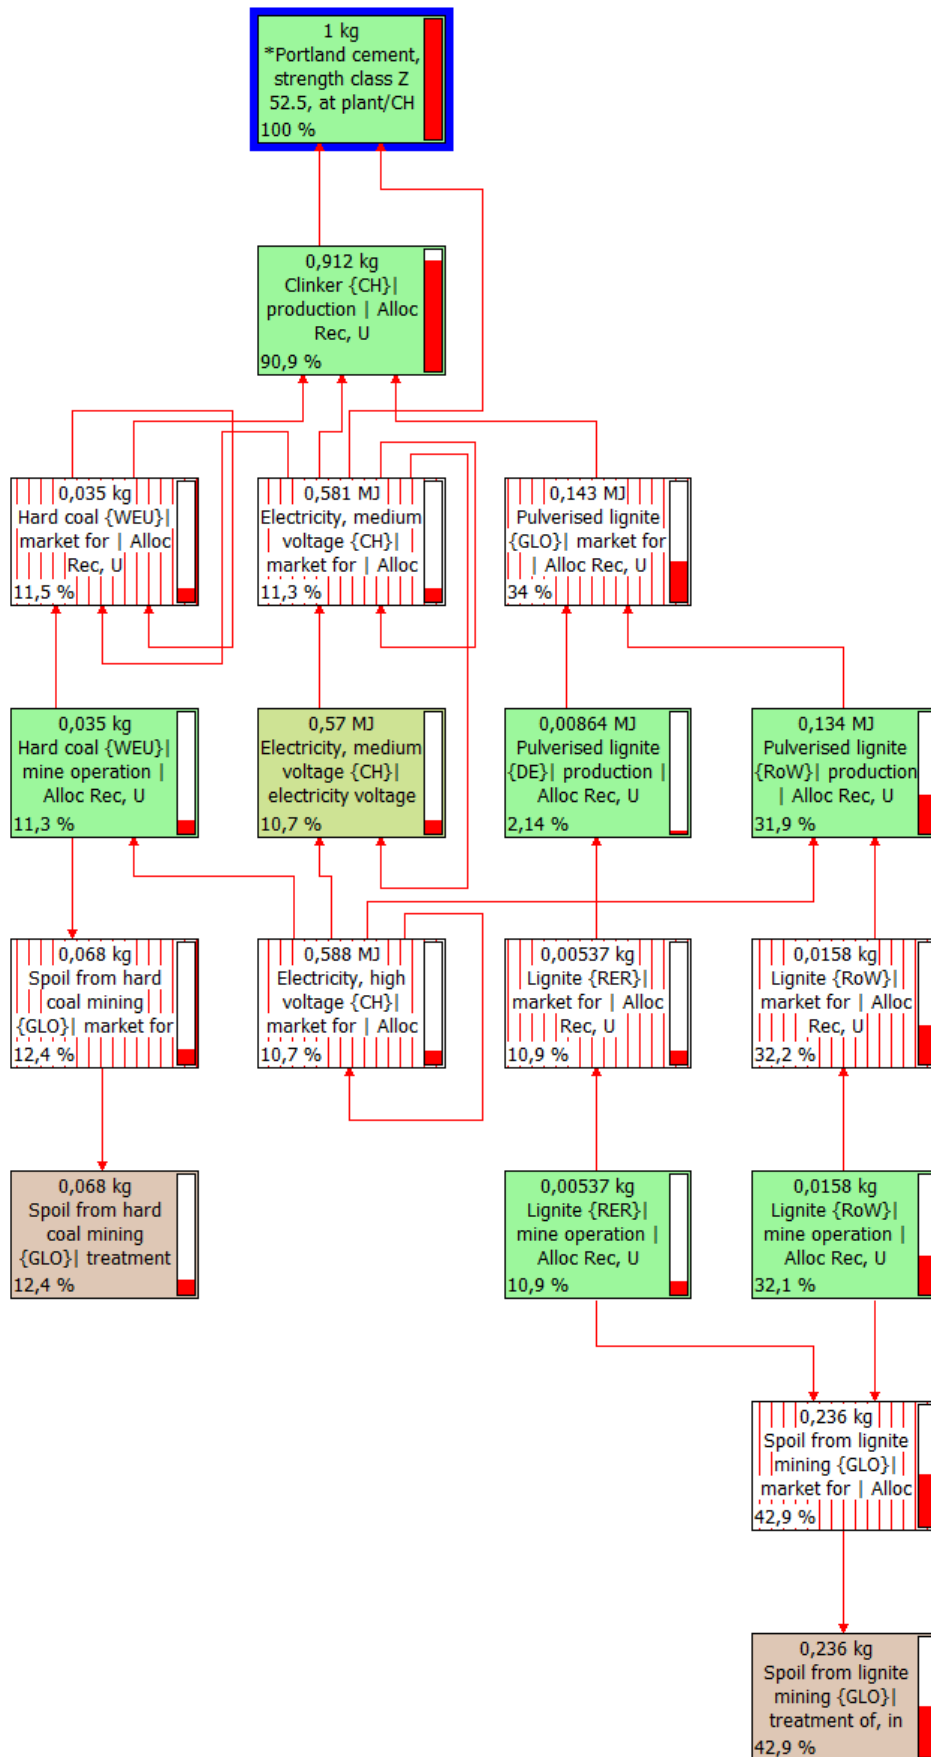 1 kg
*Portland cement,
strength class Z
52.5, at plant/CH
100 %
0,912 kg
Clinker {CH}|
production | Alloc
Rec, U
90,9 %
0,035 kg
Hard coal {WEU}|
market for | Alloc
Rec, U
11,5 %
0,581 MJ
Electricity, medium
voltage {CH}|
market for | Alloc
11,3 %
0,143 MJ
Pulverised lignite
{GLO}| market for
| Alloc Rec, U
34 %
0,035 kg
Hard coal {WEU}|
mine operation |
Alloc Rec, U
11,3 %
0,57 MJ
Electricity, medium
voltage {CH}|
electricity voltage
10,7 %
0,00864 MJ
Pulverised lignite
{DE}| production |
Alloc Rec, U
2,14 %
0,134 MJ
Pulverised lignite
{RoW}| production
| Alloc Rec, U
31,9 %
0,068 kg
Spoil from hard
coal mining
{GLO}| market for
12,4 %
0,588 MJ
Electricity, high
voltage {CH}|
market for | Alloc
10,7 %
0,00537 kg
Lignite {RER}|
market for | Alloc
Rec, U
10,9 %
0,0158 kg
Lignite {RoW}|
market for | Alloc
Rec, U
32,2 %
0,068 kg
Spoil from hard
coal mining
{GLO}| treatment
12,4 %
0,00537 kg
Lignite {RER}|
mine operation |
Alloc Rec, U
10,9 %
0,0158 kg
Lignite {RoW}|
mine operation |
Alloc Rec, U
32,1 %
0,236 kg
Spoil from lignite
mining {GLO}|
market for | Alloc
42,9 %
0,236 kg
Spoil from lignite
mining {GLO}|
treatment of, in
42,9 %